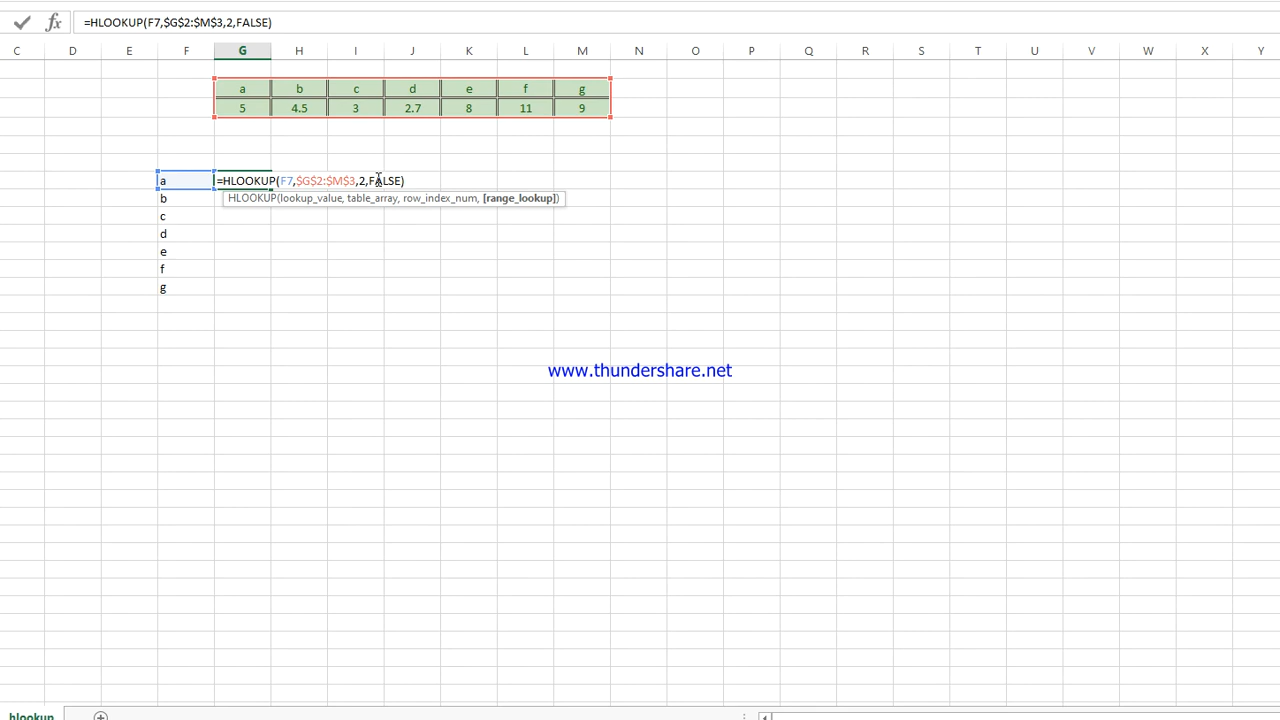 =HLOOKUP(F7,$G$2:$M$3,2,FALSE)
C D E F G H I J K L M N O P Q R S T U V W X Y
a b c d e f g
5 4.5 3 2.7 8 11 9
a =HLOOKUP(F7,$G$2:$M$3,2,FALSE)
b HLOOKUP(lookup_value, table_array, row_index_num, [range_lookup])
c
d
e
f
g
www.thundershare.net
hlookup